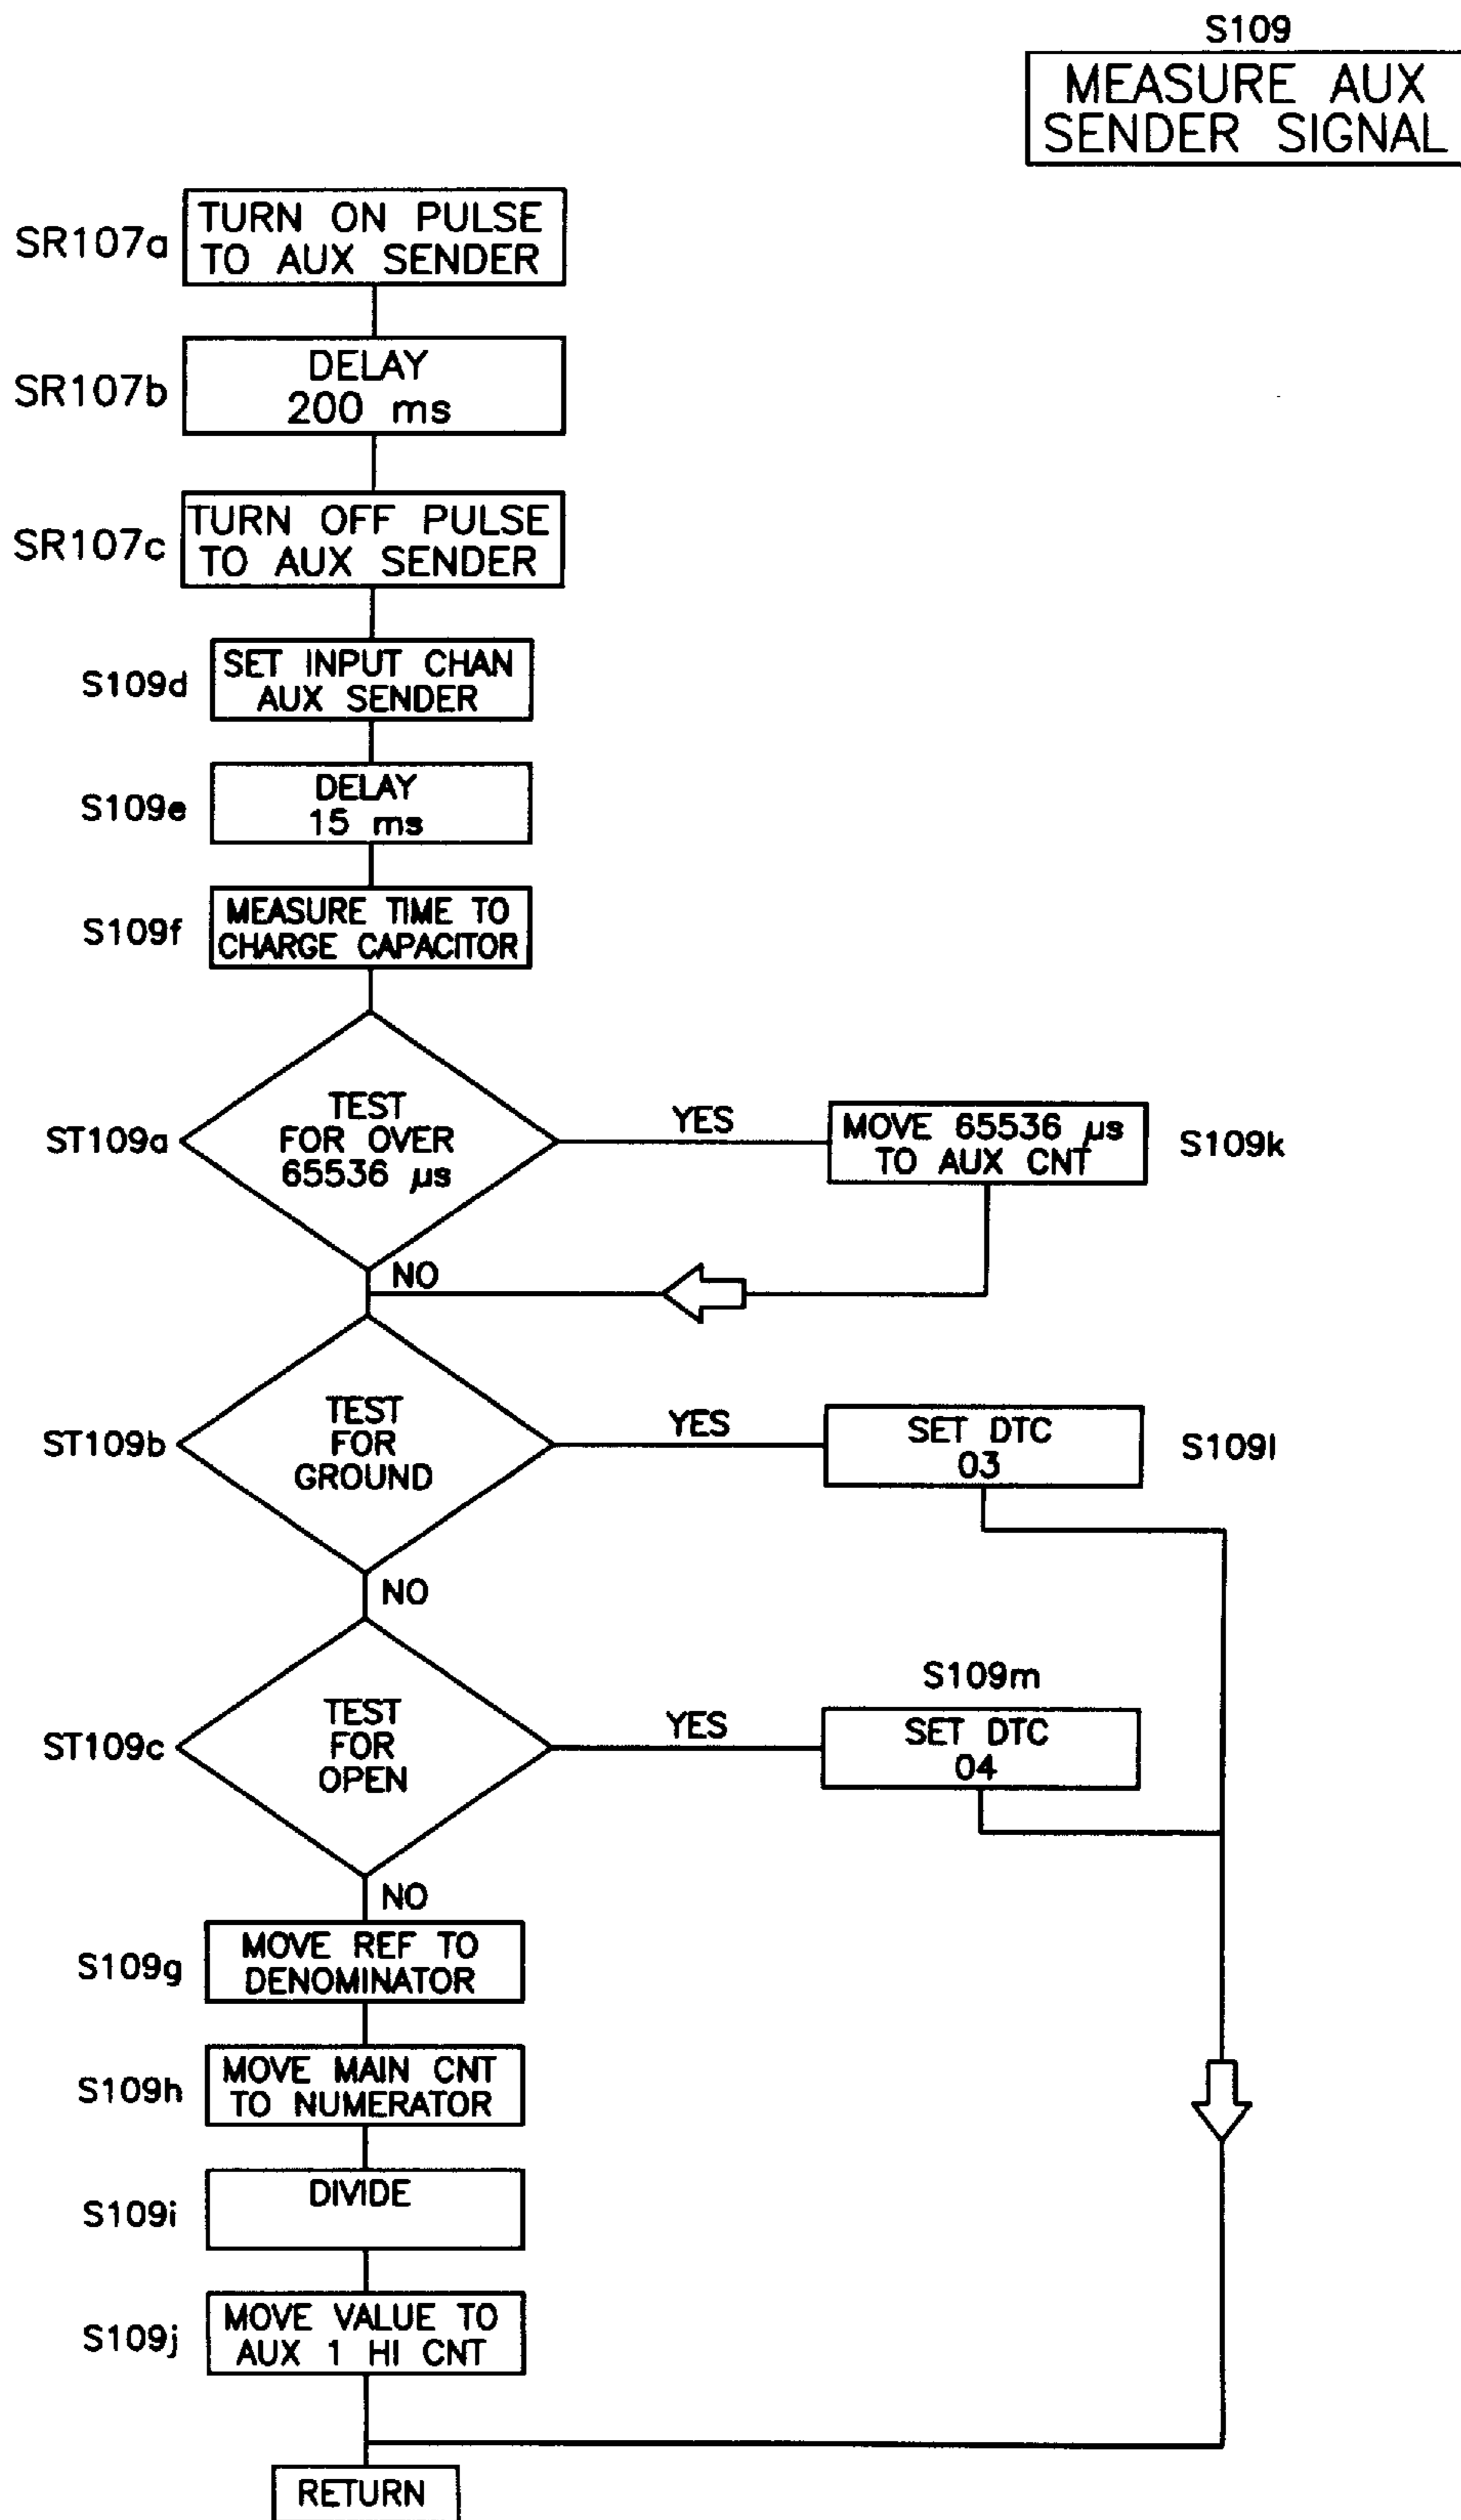 S109
MEASURE AUX
SENDER SIGNAL
SR107a
TURN ON PULSE
TO AUX SENDER
SR107b
DELAY
200 ms
SR107c
TURN OFF PULSE
TO AUX SENDER
S109d
SET INPUT CHAN
AUX SENDER
S109e
DELAY
15 ms
S109f
MEASURE TIME TO
CHARGE CAPACITOR
ST109a
TEST
FOR OVER
65536 µs
YES
MOVE 65536 µs
TO AUX CNT
S109k
NO
ST109b
TEST
FOR
GROUND
YES
SET DTC
03
S109l
NO
ST109c
TEST
FOR
OPEN
YES
S109m
SET DTC
04
NO
S109g
MOVE REF TO
DENOMINATOR
S109h
MOVE MAIN CNT
TO NUMERATOR
S109i
DIVIDE
S109j
MOVE VALUE TO
AUX 1 HI CNT
RETURN